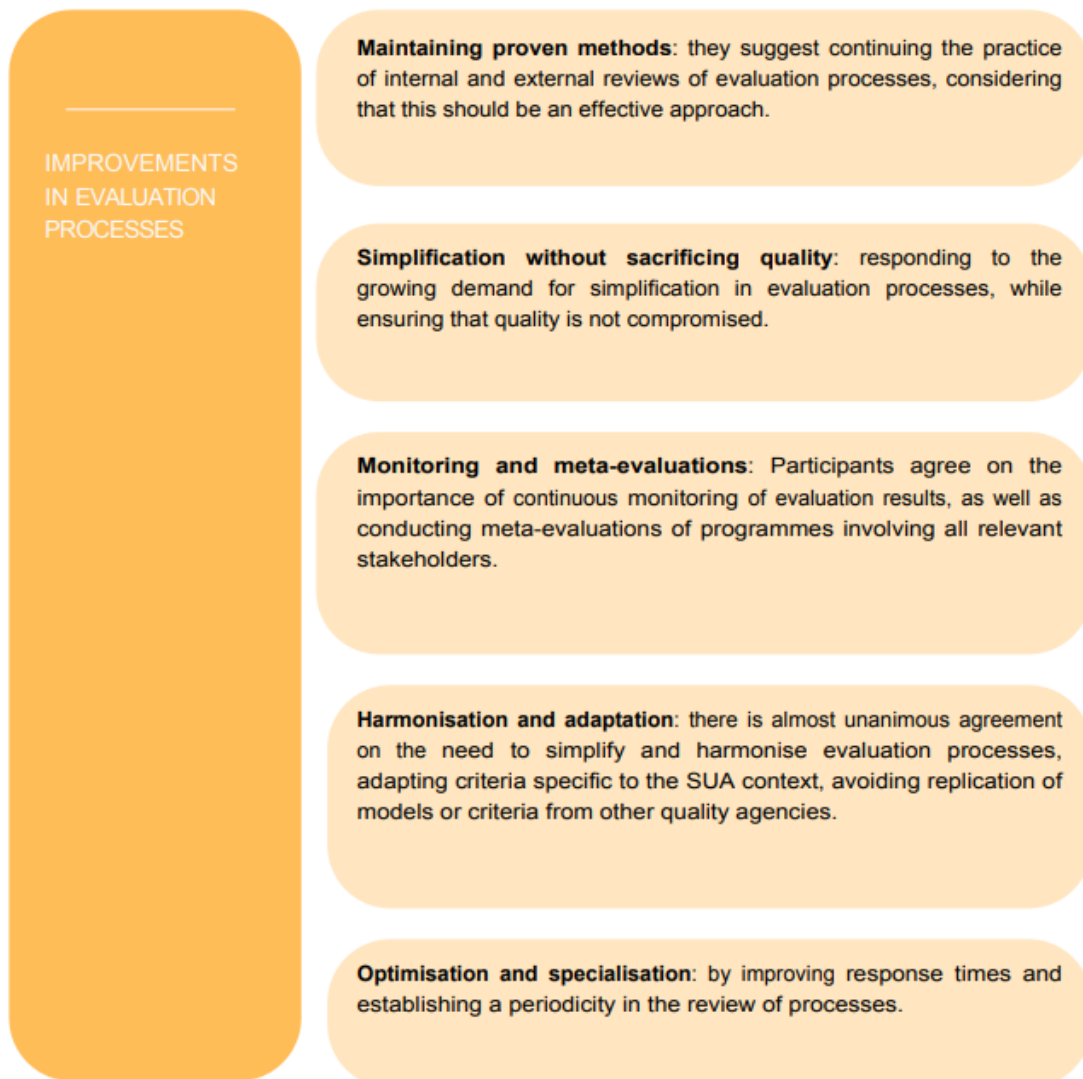 IMPROVEMENTS
IN EVALUATION
PROCESSES
Maintaining proven methods: they suggest continuing the practice
of internal and external reviews of evaluation processes, considering
that this should be an effective approach.
Simplification without sacrificing quality: responding to the
growing demand for simplification in evaluation processes, while
ensuring that quality is not compromised.
Monitoring and meta-evaluations: Participants agree on the
importance of continuous monitoring of evaluation results, as well as
conducting meta-evaluations of programmes involving all relevant
stakeholders.
Harmonisation and adaptation: there is almost unanimous agreement
on the need to simplify and harmonise evaluation processes,
adapting criteria specific to the SUA context, avoiding replication of
models or criteria from other quality agencies.
Optimisation and specialisation: by improving response times and
establishing a periodicity in the review of processes.